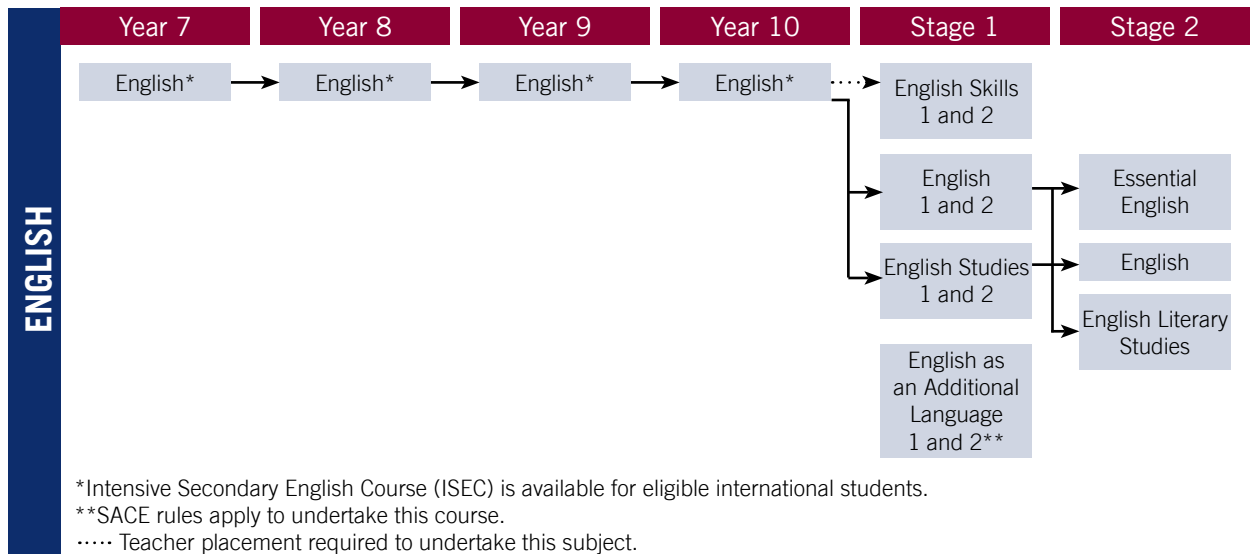 Year 7
Year 8
Year 9
Year 10
Stage 1
Stage 2
ENGLISH
English*
English*
English*
English*
English Skills
1 and 2
English
1 and 2
Essential
English
English Studies
1 and 2
English
English Literary
Studies
English as
an Additional
Language
1 and 2**
*Intensive Secondary English Course (ISEC) is available for eligible international students.
**SACE rules apply to undertake this course.
····· Teacher placement required to undertake this subject.